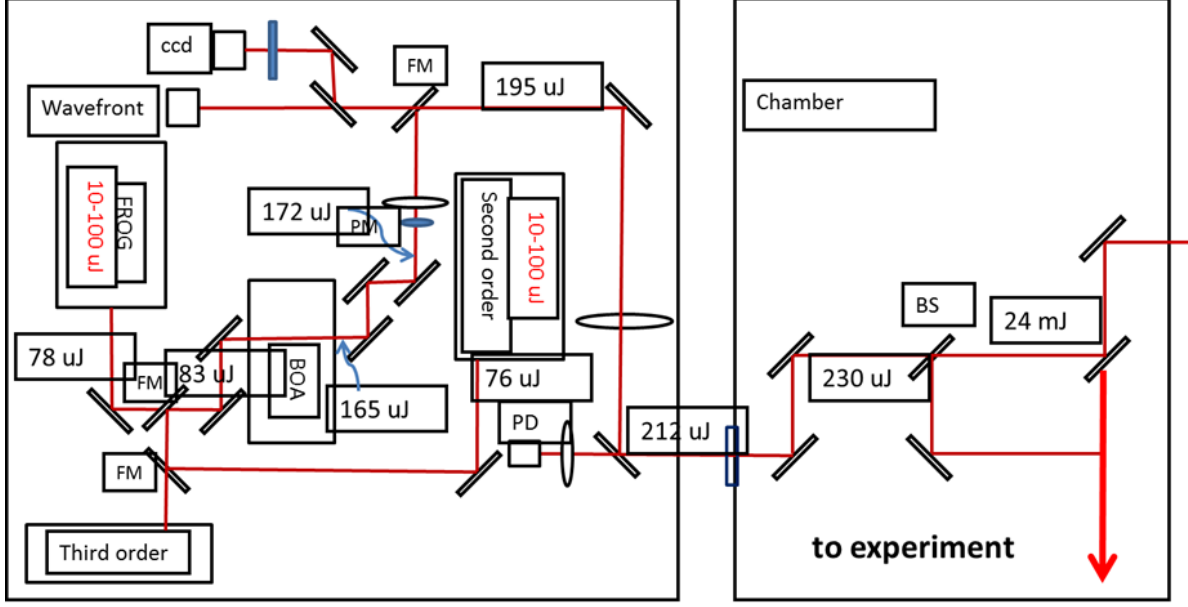 ccd
FM
195 uJ
Wavefront
Chamber
10-100 uJ
FROG
172 uJ
PM
Second order
10-100 uJ
BS
24 mJ
78 uJ
FM
83 uJ
BOA
165 uJ
76 uJ
230 uJ
PD
212 uJ
FM
Third order
to experiment